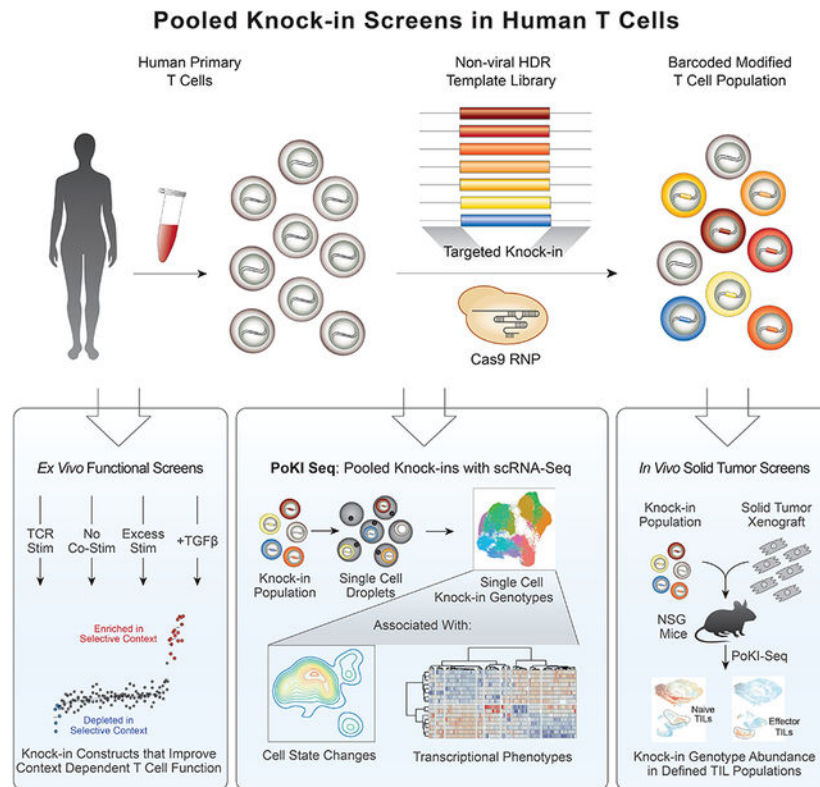 Pooled Knock-in Screens in Human T Cells
Human Primary
T Cells
Non-viral HDR
Template Library
Barcoded Modified
T Cell Population
Targeted Knock-in
Cas9 RNP
Ex Vivo Functional Screens
TCR
Stim
No
Co-Stim
Excess
Stim
+TGFβ
Enriched in
Selective Context
Depleted in
Selective Context
Knock-in Constructs that Improve
Context Dependent T Cell Function
PoKI Seq: Pooled Knock-ins with scRNA-Seq
Knock-in
Population
Single Cell
Droplets
Single Cell
Knock-in Genotypes
Associated With:
Cell State Changes
Transcriptional Phenotypes
In Vivo Solid Tumor Screens
Knock-in
Population
Solid Tumor
Xenograft
NSG
Mice
PoKI-Seq
Naive
TILs
Effector
TILs
Knock-in Genotype Abundance
in Defined TIL Populations